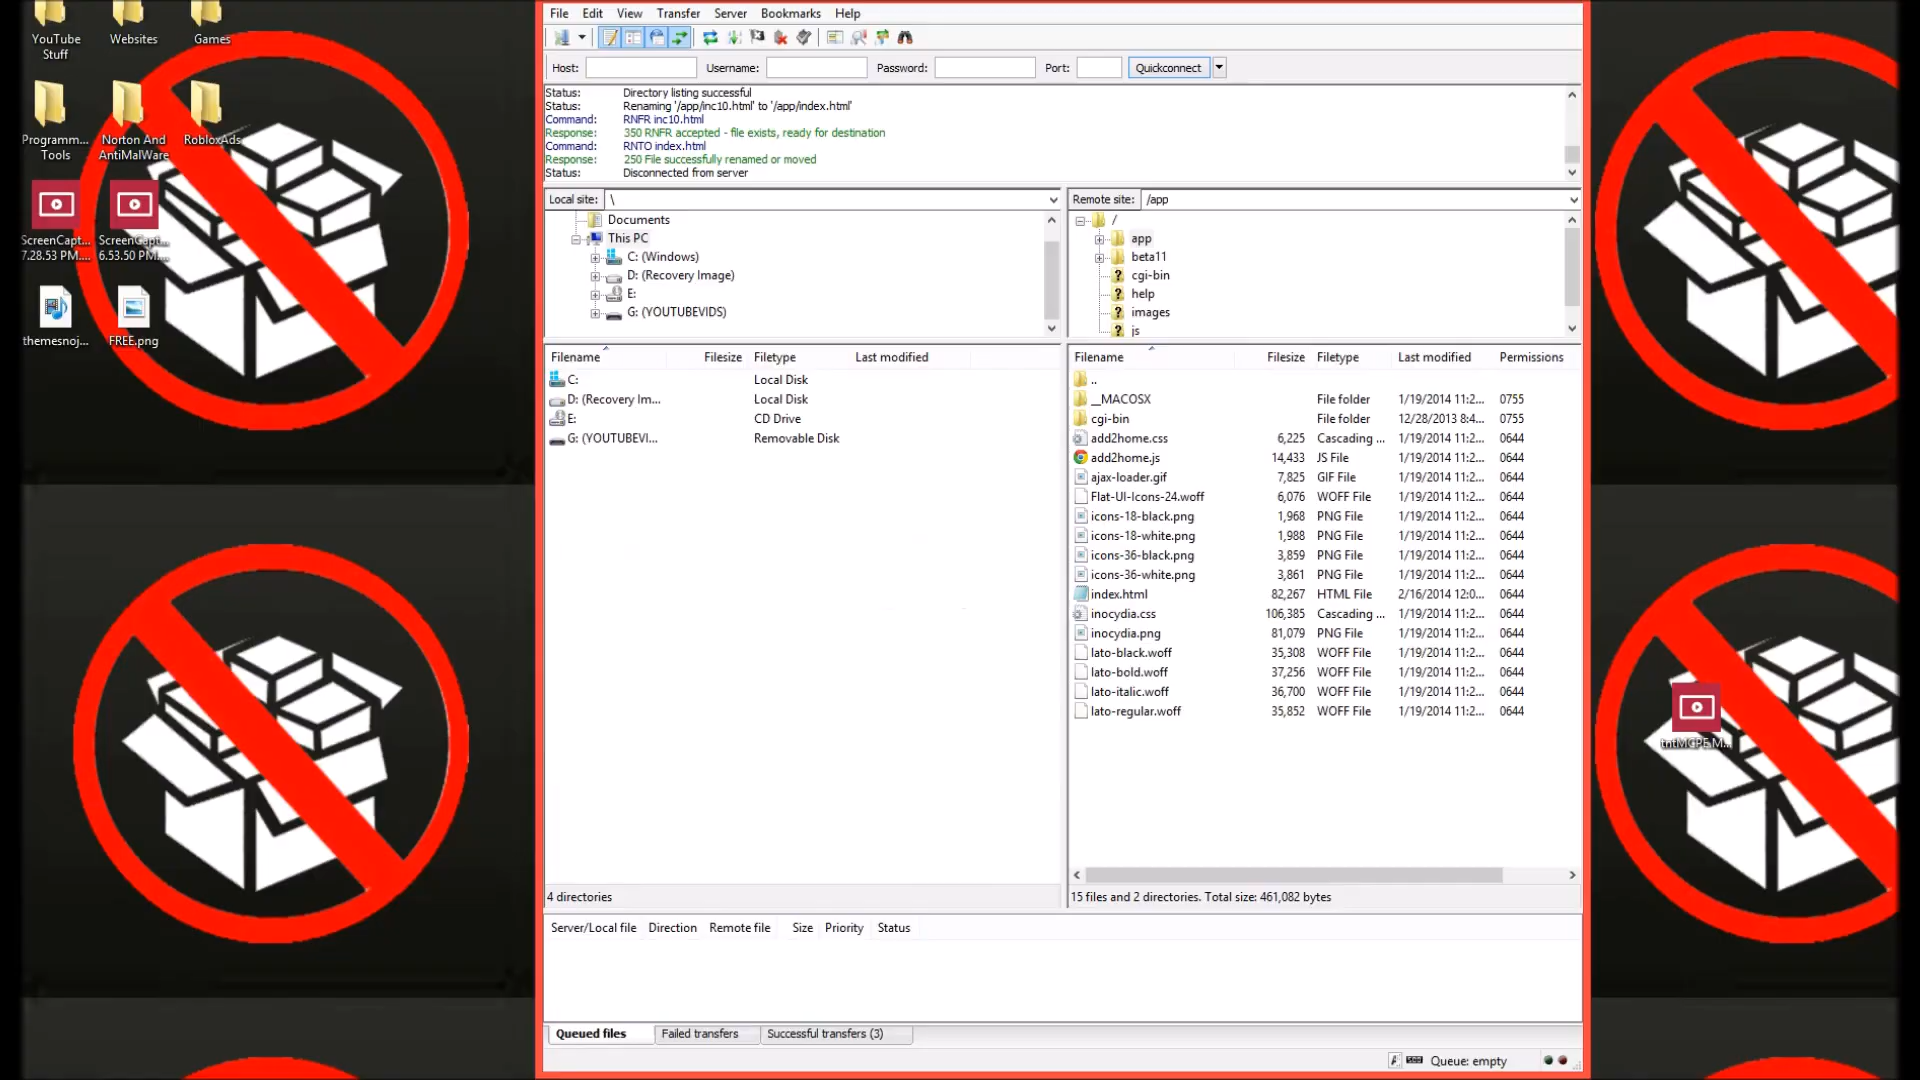 YouTube
Stuff
Websites
Games
Programm...
Tools
Norton And
AntiMalWare
RobloxAds
ScreenCapt...
7.28.53 PM....
ScreenCapt...
6.53.50 PM....
themesnoj...
FREE.png
File Edit View Transfer Server Bookmarks Help
Host: Username: Password: Port: Quickconnect
Status: Directory listing successful
Status: Renaming '/app/inc10.html' to '/app/index.html'
Command: RNFR inc10.html
Response: 350 RNFR accepted - file exists, ready for destination
Command: RNTO index.html
Response: 250 File successfully renamed or moved
Status: Disconnected from server
Local site: \
Documents
This PC
C: (Windows)
D: (Recovery Image)
E:
G: (YOUTUBEVIDS)
Filename Filesize Filetype Last modified
C: Local Disk
D: (Recovery Im... Local Disk
E: CD Drive
G: (YOUTUBEVI... Removable Disk
4 directories
Remote site: /app
/
app
beta11
? cgi-bin
? help
? images
? js
Filename Filesize Filetype Last modified Permissions
..
__MACOSX File folder 1/19/2014 11:2... 0755
cgi-bin File folder 12/28/2013 8:4... 0755
add2home.css 6,225 Cascading ... 1/19/2014 11:2... 0644
add2home.js 14,433 JS File 1/19/2014 11:2... 0644
ajax-loader.gif 7,825 GIF File 1/19/2014 11:2... 0644
Flat-UI-Icons-24.woff 6,076 WOFF File 1/19/2014 11:2... 0644
icons-18-black.png 1,968 PNG File 1/19/2014 11:2... 0644
icons-18-white.png 1,988 PNG File 1/19/2014 11:2... 0644
icons-36-black.png 3,859 PNG File 1/19/2014 11:2... 0644
icons-36-white.png 3,861 PNG File 1/19/2014 11:2... 0644
index.html 82,267 HTML File 2/16/2014 12:0... 0644
inocydia.css 106,385 Cascading ... 1/19/2014 11:2... 0644
inocydia.png 81,079 PNG File 1/19/2014 11:2... 0644
lato-black.woff 35,308 WOFF File 1/19/2014 11:2... 0644
lato-bold.woff 37,256 WOFF File 1/19/2014 11:2... 0644
lato-italic.woff 36,700 WOFF File 1/19/2014 11:2... 0644
lato-regular.woff 35,852 WOFF File 1/19/2014 11:2... 0644
15 files and 2 directories. Total size: 461,082 bytes
Server/Local file Direction Remote file Size Priority Status
Queued files Failed transfers Successful transfers (3)
Queue: empty
tntMCPE.M...